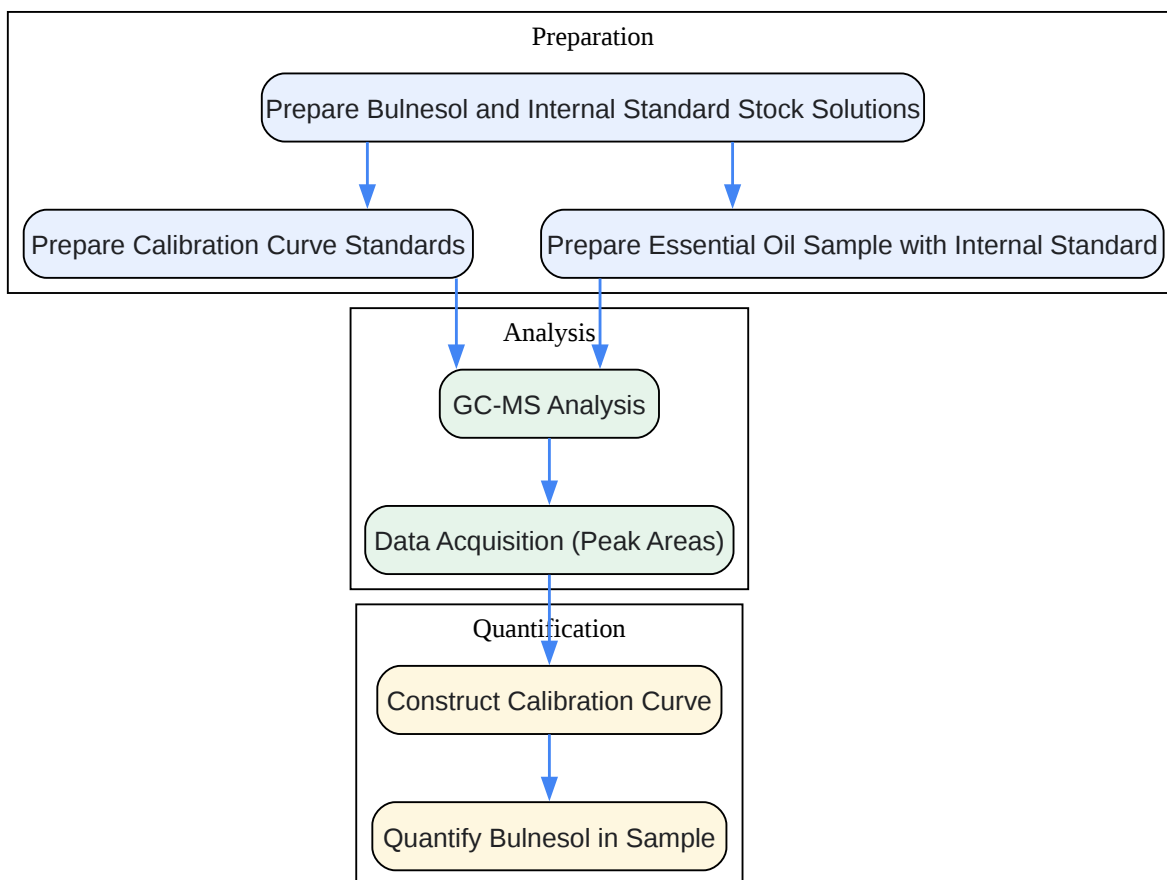 Preparation
Prepare Bulnesol and Internal Standard Stock Solutions
Prepare Calibration Curve Standards
Prepare Essential Oil Sample with Internal Standard
Analysis
GC-MS Analysis
Data Acquisition (Peak Areas)
Quantification
Construct Calibration Curve
Quantify Bulnesol in Sample